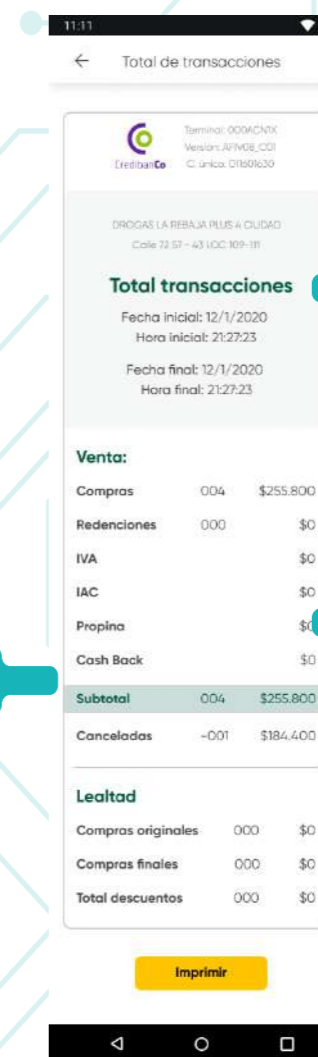 11:11
Total de transacciones
CredibanCo
Terminal: 000ACN1X
Versión: APIV08_C01
C. único: 011601630
DROGAS LA REBAJA PLUS 4 CIUDAD
Calle 72 57 - 43 LOC 109- 111
Total transacciones
Fecha inicial: 12/1/2020
Hora inicial: 21:27:23
Fecha final: 12/1/2020
Hora final: 21:27:23
Venta:
Compras 004 $255.800
Redenciones 000 $0
IVA $0
IAC $0
Propina $0
Cash Back $0
Subtotal 004 $255.800
Canceladas -001 $184.400
Lealtad
Compras originales 000 $0
Compras finales 000 $0
Total descuentos 000 $0
Imprimir